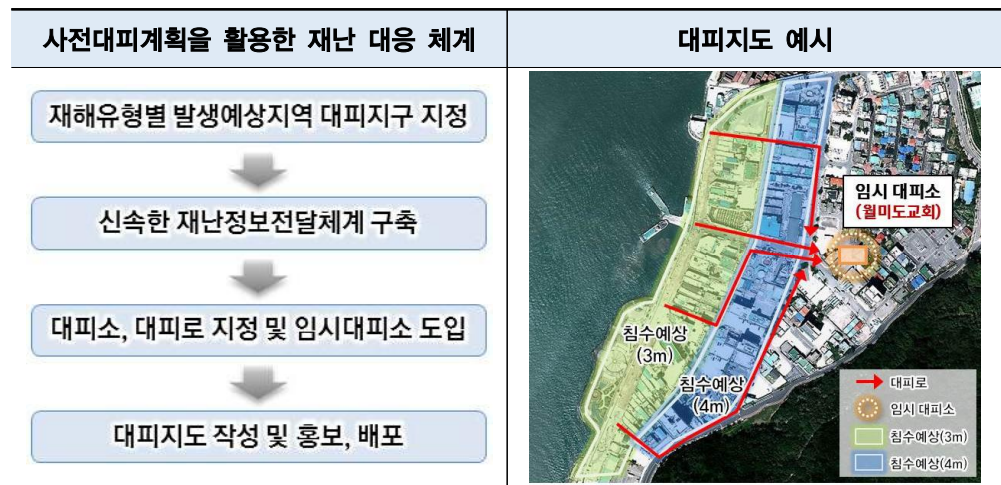 사전대피계획을 활용한 재난 대응 체계
재해유형별 발생예상지역 대피지구 지정
신속한 재난정보전달체계 구축
대피소, 대피로 지정 및 임시대피소 도입
대피지도 작성 및 홍보, 배포
대피지도 예시
임시 대피소
(월미도교회)
침수예상
(3m)
침수예상
(4m)
대피로
임시 대피소
침수예상(3m)
침수예상(4m)